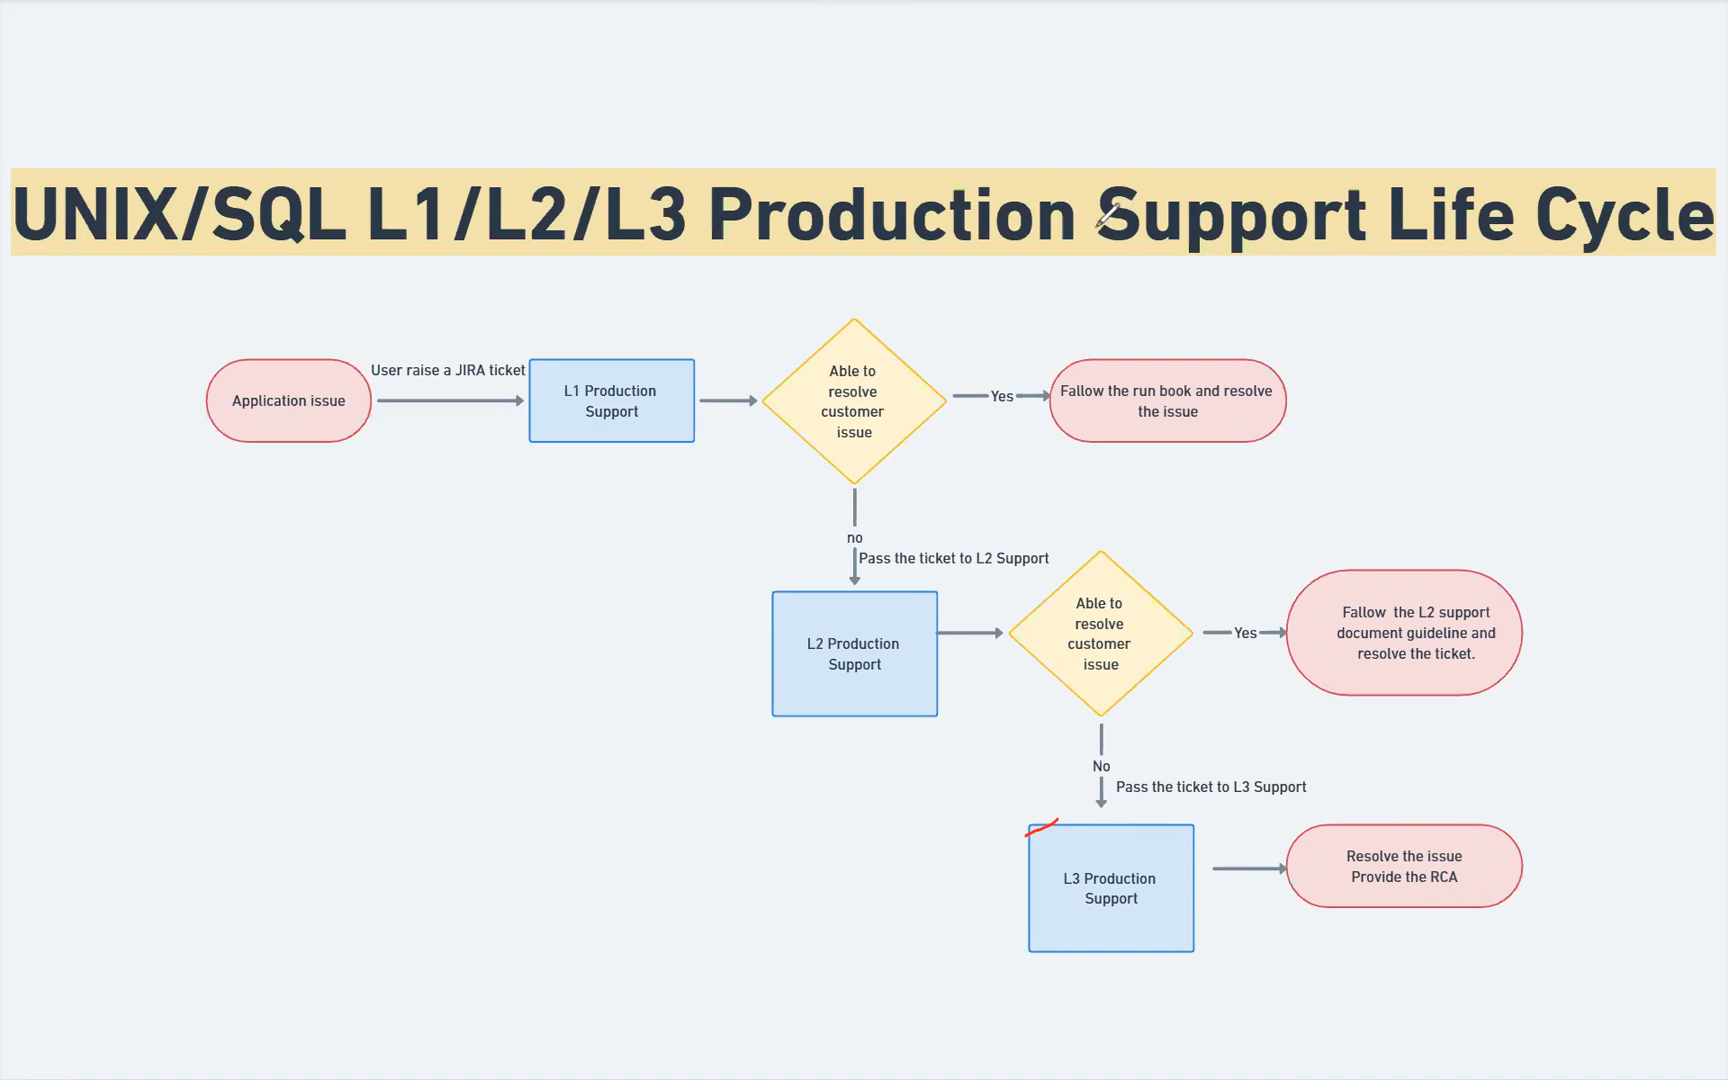 UNIX/SQL L1/L2/L3 Production Support Life Cycle
Application issue
User raise a JIRA ticket
L1 Production
Support
Able to
resolve
customer
issue
Yes
Fallow the run book and resolve
the issue
no
Pass the ticket to L2 Support
L2 Production
Support
Able to
resolve
customer
issue
Yes
Fallow  the L2 support
document guideline and
resolve the ticket.
No
Pass the ticket to L3 Support
L3 Production
Support
Resolve the issue
Provide the RCA